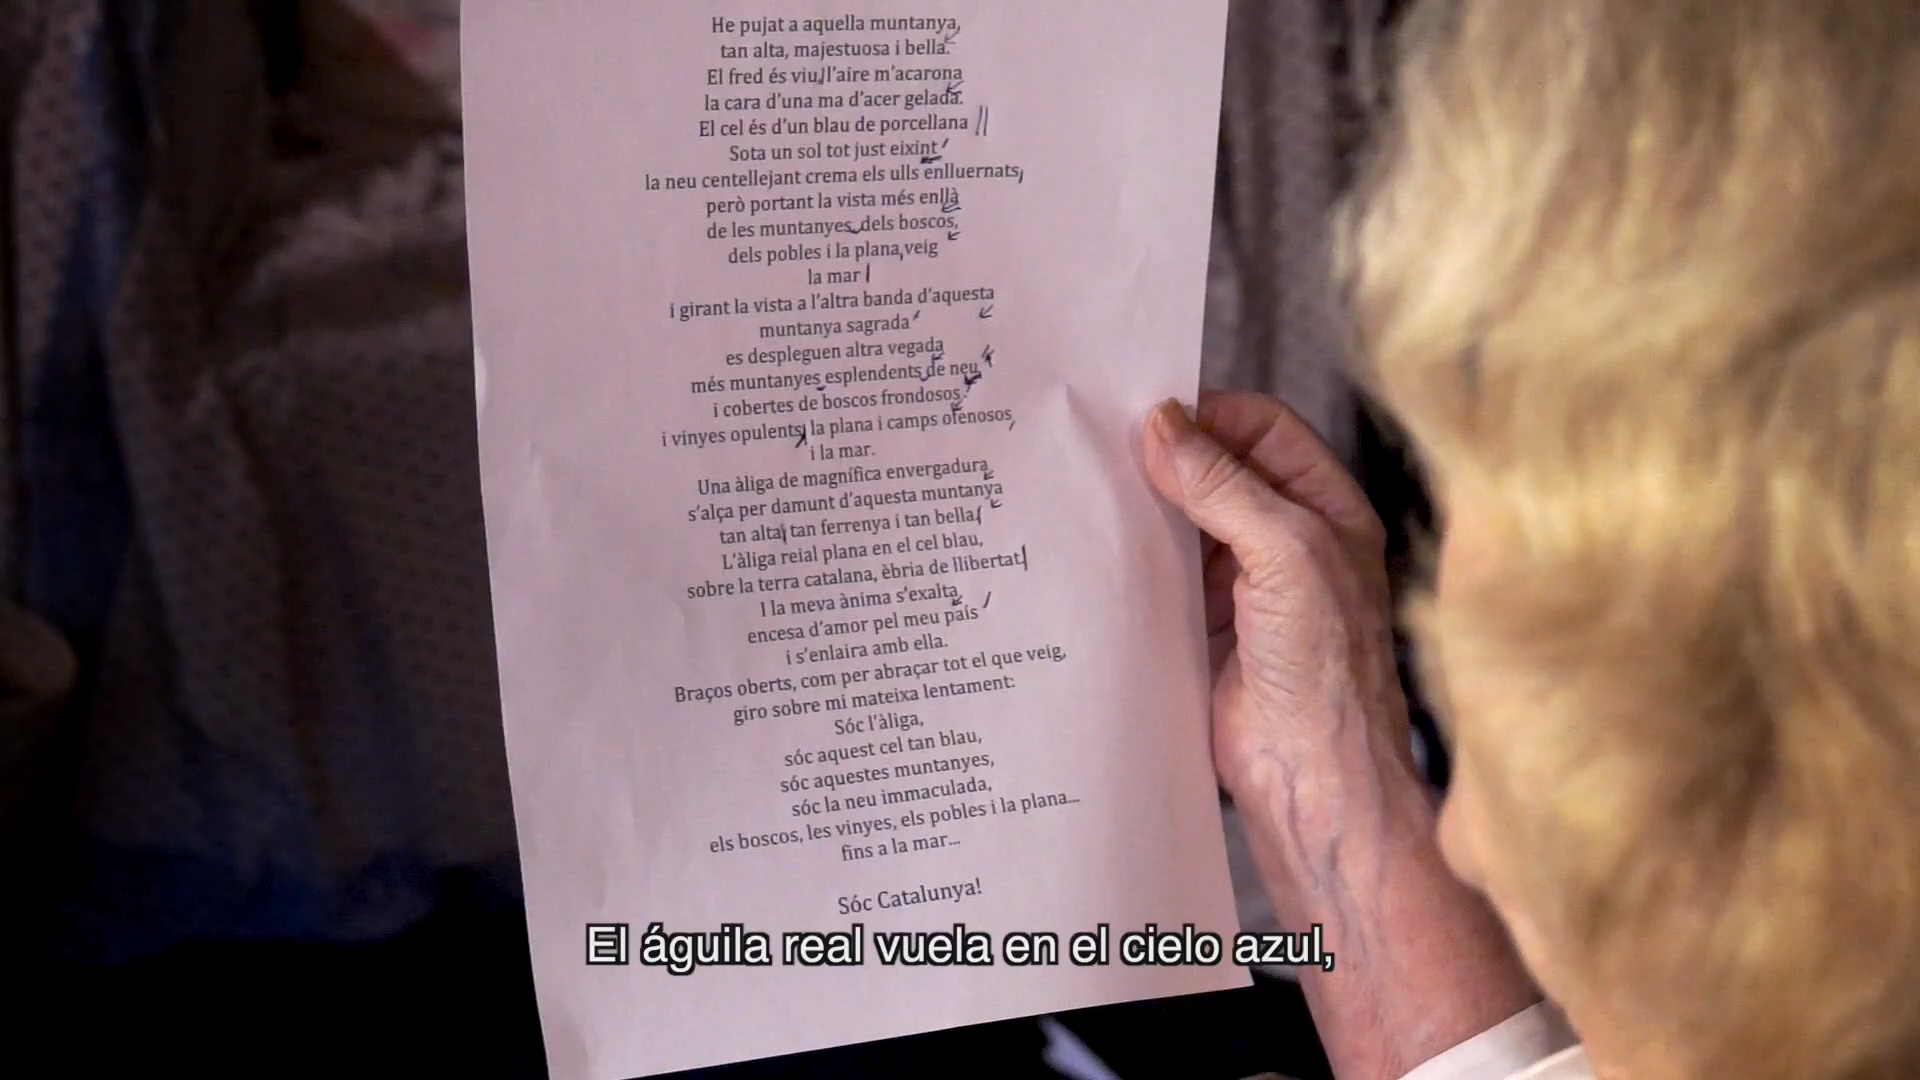 He pujat a aquella muntanya,
tan alta, majestuosa i bella.
El fred és viu, l'aire m'acarona
la cara d'una ma d'acer gelada.
El cel és d'un blau de porcellana
Sota un sol tot just eixint
la neu centellejant crema els ulls enlluernats,
però portant la vista més enllà
de les muntanyes, dels boscos,
dels pobles i la plana, veig
la mar
i girant la vista a l'altra banda d'aquesta
muntanya sagrada
es despleguen altra vegada
més muntanyes esplendents de neu,
i cobertes de boscos frondosos,
i vinyes opulents, la plana i camps ofenosos,
i la mar.
Una àliga de magnífica envergadura
s'alça per damunt d'aquesta muntanya
tan alta, tan ferrenya i tan bella,
L'àliga reial plana en el cel blau,
sobre la terra catalana, èbria de llibertat,
I la meva ànima s'exalta
encesa d'amor pel meu país
i s'enlaira amb ella.
Braços oberts, com per abraçar tot el que veig,
giro sobre mi mateixa lentament:
Sóc l'àliga,
sóc aquest cel tan blau,
sóc aquestes muntanyes,
sóc la neu immaculada,
els boscos, les vinyes, els pobles i la plana...
fins a la mar...
Sóc Catalunya!
El águila real vuela en el cielo azul,